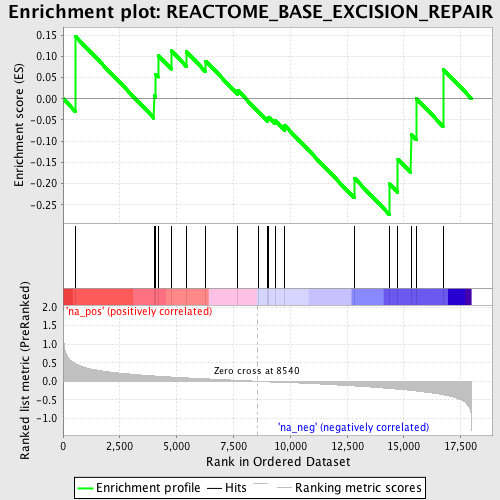 Enrichment plot: REACTOME_BASE_EXCISION_REPAIR
Enrichment score (ES)
0.15
0.10
0.05
0.00
-0.05
-0.10
-0.15
-0.20
-0.25
'na_pos' (positively correlated)
Ranked list metric (PreRanked)
2.0
1.5
1.0
0.5
0.0
-0.5
-1.0
Zero cross at 8540
'na_neg' (negatively correlated)
0 2,500 5,000 7,500 10,000 12,500 15,000 17,500
Rank in Ordered Dataset
Enrichment profile Hits Ranking metric scores